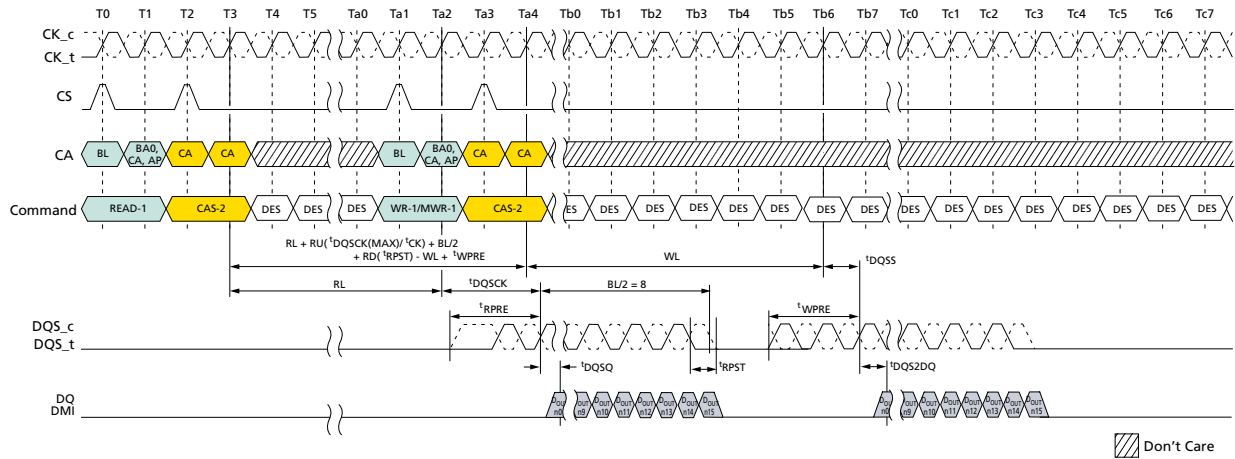 T0 T1 T2 T3 T4 T5 Ta0 Ta1 Ta2 Ta3 Ta4 Tb0 Tb1 Tb2 Tb3 Tb4 Tb5 Tb6 Tb7 Tc0 Tc1 Tc2 Tc3 Tc4 Tc5 Tc6 Tc7
CK_c
CK_t
CS
CA BL BA0, CA, AP CA CA BL BA0, CA, AP CA CA
Command READ-1 CAS-2 DES DES DES WR-1/MWR-1 CAS-2 DES DES DES DES DES DES DES DES DES DES DES DES DES DES DES DES
RL + RU(tDQSCK(MAX)/tCK) + BL/2
+ RD(tRPST) - WL + tWPRE
WL
tDQSS
RL
tDQSCK
BL/2 = 8
tRPRE
tWPRE
DQS_c
DQS_t
tDQSQ
tRPST
tDQS2DQ
DQ
DMI
DOUT n0 DOUT n9 DOUT n10 DOUT n11 DOUT n12 DOUT n13 DOUT n14 DOUT n15 DOUT n0 DOUT n9 DOUT n10 DOUT n11 DOUT n12 DOUT n13 DOUT n14 DOUT n15
Don't Care